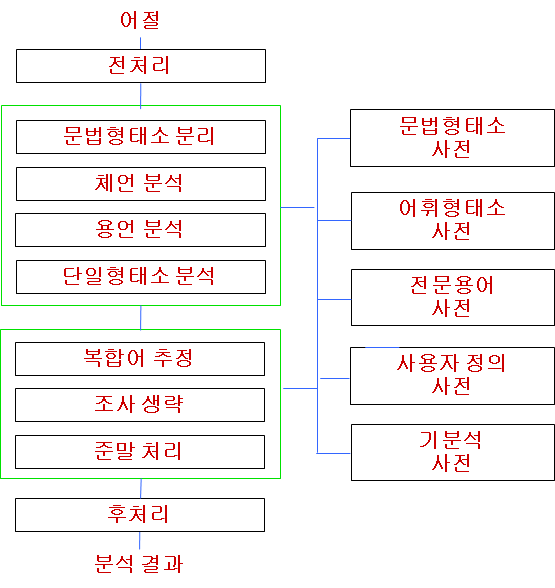 어절
전처리
문법형태소 분리
체언 분석
용언 분석
단일형태소 분석
복합어 추정
조사 생략
준말 처리
후처리
분석 결과
문법형태소
사전
어휘형태소
사전
전문용어
사전
사용자 정의
사전
기분석
사전